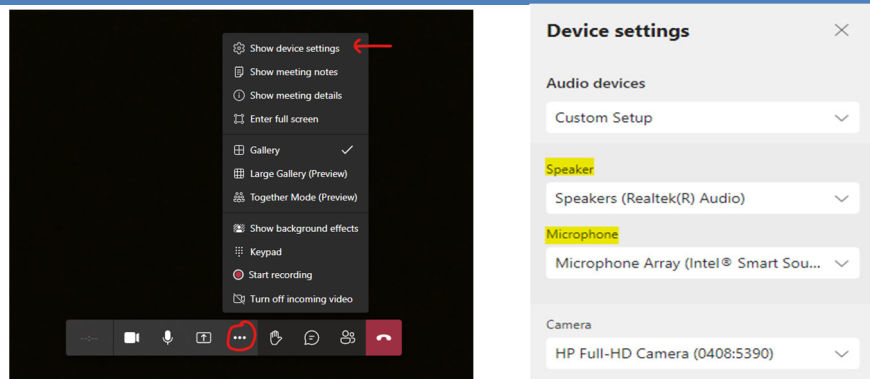 Show device settings
Show meeting notes
Show meeting details
Enter full screen
Gallery
Large Gallery (Preview)
Together Mode (Preview)
Show background effects
Keypad
Start recording
Turn off incoming video
--:--
Device settings
Audio devices
Custom Setup
Speaker
Speakers (Realtek(R) Audio)
Microphone
Microphone Array (Intel® Smart Sou...
Camera
HP Full-HD Camera (0408:5390)